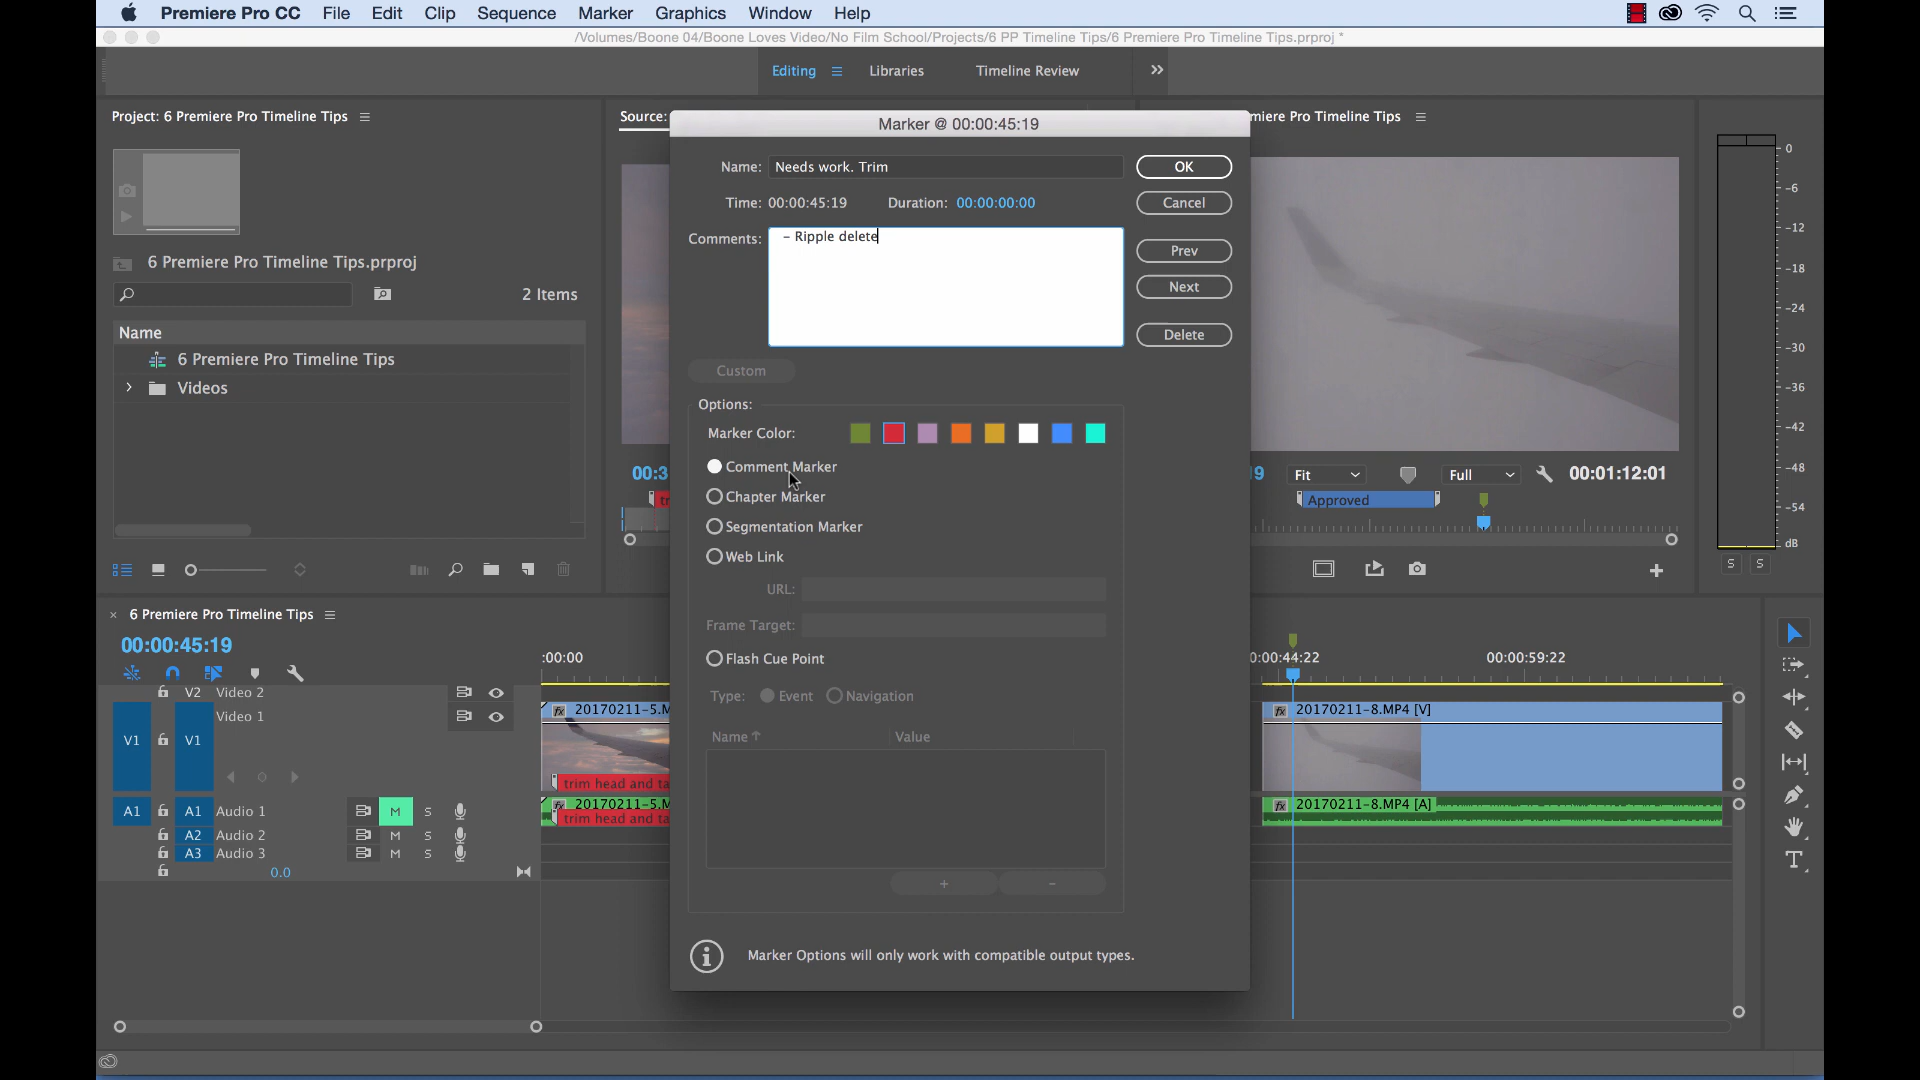 Premiere Pro CC File Edit Clip Sequence Marker Graphics Window Help
/Volumes/Boone 04/Boone Loves Video/No Film School/Projects/6 PP Timeline Tips/6 Premiere Pro Timeline Tips.prproj *
Editing Libraries Timeline Review
Project: 6 Premiere Pro Timeline Tips
6 Premiere Pro Timeline Tips.prproj
2 Items
Name
6 Premiere Pro Timeline Tips
Videos
Source:
miere Pro Timeline Tips
Marker @ 00:00:45:19
Name: Needs work. Trim
OK
Time: 00:00:45:19 Duration: 00:00:00:00
Cancel
Comments: – Ripple delete
Prev
Next
Delete
Custom
Options:
Marker Color:
Comment Marker
Chapter Marker
Segmentation Marker
Web Link
URL:
Frame Target:
Flash Cue Point
Type: Event Navigation
Name Value
+ -
Marker Options will only work with compatible output types.
00:3
tr
19 Fit Full 00:01:12:01
Approved
0
-6
-12
-18
-24
-30
-36
-42
-48
-54
dB
S S
× 6 Premiere Pro Timeline Tips
00:00:45:19
:00:00
0:00:44:22 00:00:59:22
V2 Video 2
V1 V1 Video 1
fx 20170211-5.M
trim head and ta
fx 20170211-8.MP4 [V]
A1 A1 Audio 1 M S
fx 20170211-5.M
trim head and ta
fx 20170211-8.MP4 [A]
A2 Audio 2 M S
A3 Audio 3 M S
0.0
T